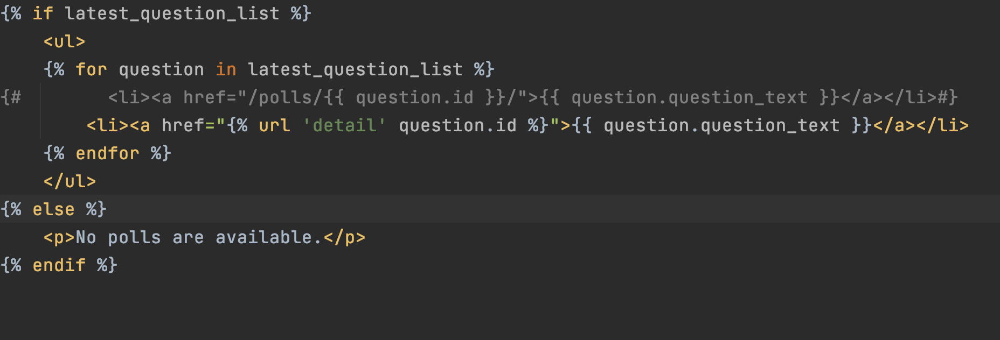 {% if latest_question_list %}
    <ul>
    {% for question in latest_question_list %}
{#        <li><a href="/polls/{{ question.id }}/">{{ question.question_text }}</a></li>#}
        <li><a href="{% url 'detail' question.id %}">{{ question.question_text }}</a></li>
    {% endfor %}
    </ul>
{% else %}
    <p>No polls are available.</p>
{% endif %}